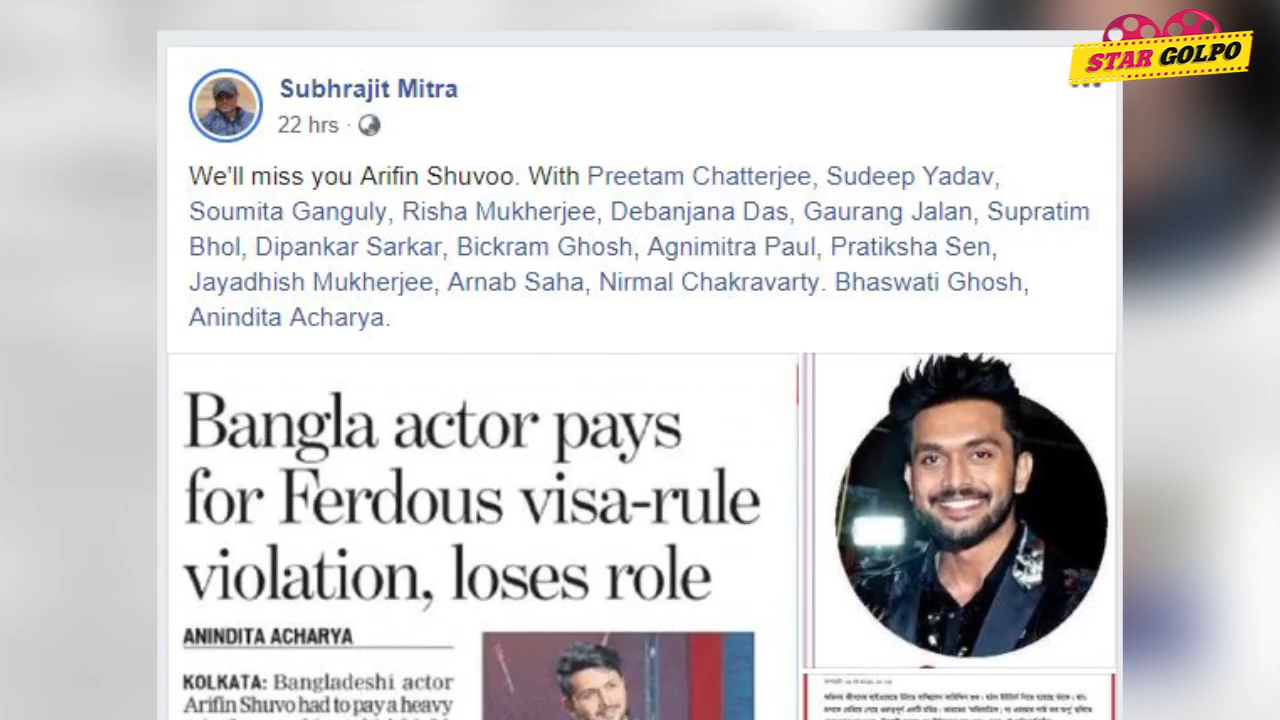 STAR GOLPO
Subhrajit Mitra
22 hrs ·
We'll miss you Arifin Shuvoo. With Preetam Chatterjee, Sudeep Yadav,
Soumita Ganguly, Risha Mukherjee, Debanjana Das, Gaurang Jalan, Supratim
Bhol, Dipankar Sarkar, Bickram Ghosh, Agnimitra Paul, Pratiksha Sen,
Jayadhish Mukherjee, Arnab Saha, Nirmal Chakravarty. Bhaswati Ghosh,
Anindita Acharya.
Bangla actor pays
for Ferdous visa-rule
violation, loses role
ANINDITA ACHARYA
KOLKATA: Bangladeshi actor
Arifin Shuvo had to pay a heavy